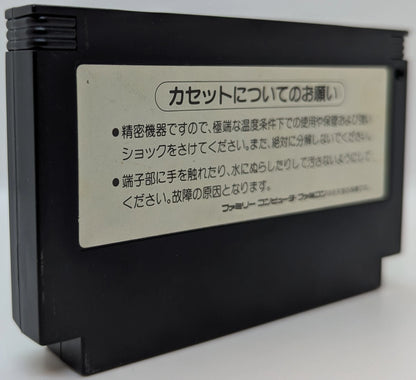 カセットについてのお願い
●精密機器ですので、極端な温度条件下での使用や保管および強い
ショックをさけてください。また、絶対に分解しないでください。
●端子部に手を触れたり、水にぬらしたりして汚さないようにして
ください。故障の原因となります。
ファミリー コンピュータ・ファミコン